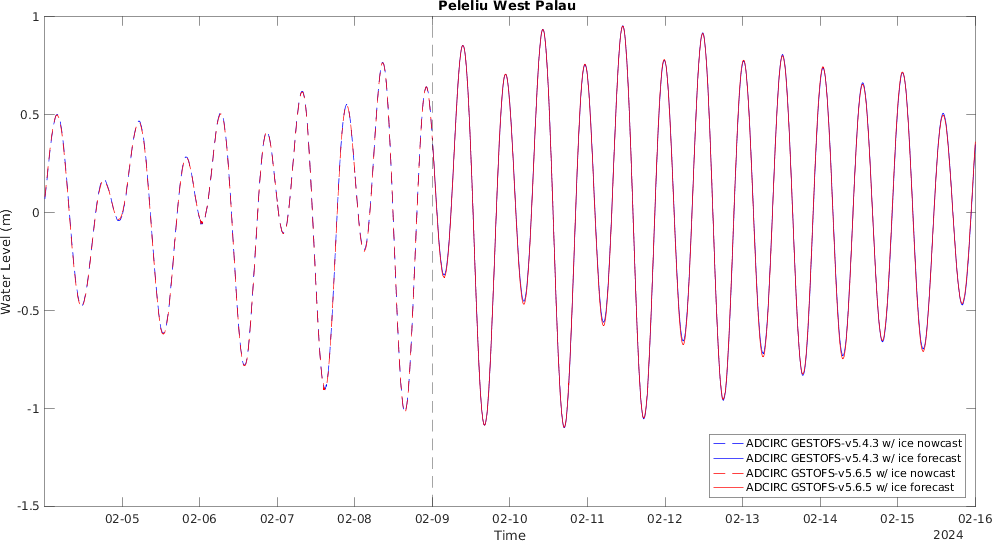 Peleliu West Palau
1
0.5
0
-0.5
-1
-1.5
Water Level (m)
ADCIRC GESTOFS-v5.4.3 w/ ice nowcast
ADCIRC GESTOFS-v5.4.3 w/ ice forecast
ADCIRC GSTOFS-v5.6.5 w/ ice nowcast
ADCIRC GSTOFS-v5.6.5 w/ ice forecast
02-05 02-06 02-07 02-08 02-09 02-10 02-11 02-12 02-13 02-14 02-15 02-16
Time
2024